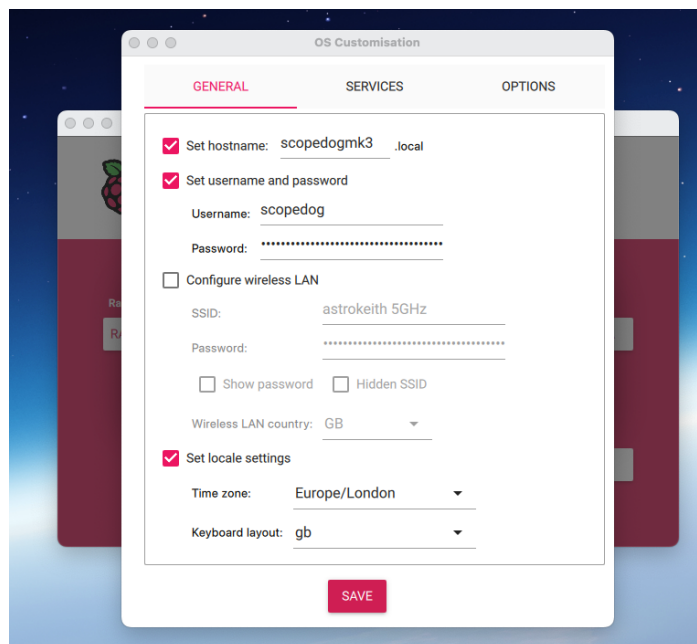 OS Customisation
GENERAL SERVICES OPTIONS
Set hostname: scopedogmk3 .local
Set username and password
Username: scopedog
Password: •••••••••••••••••••••••••••••••••••••
Configure wireless LAN
SSID: astrokeith 5GHz
Password: •••••••••••••••••••••••••••••••••••••
Show password Hidden SSID
Wireless LAN country: GB
Set locale settings
Time zone: Europe/London
Keyboard layout: gb
SAVE
Ra
RA